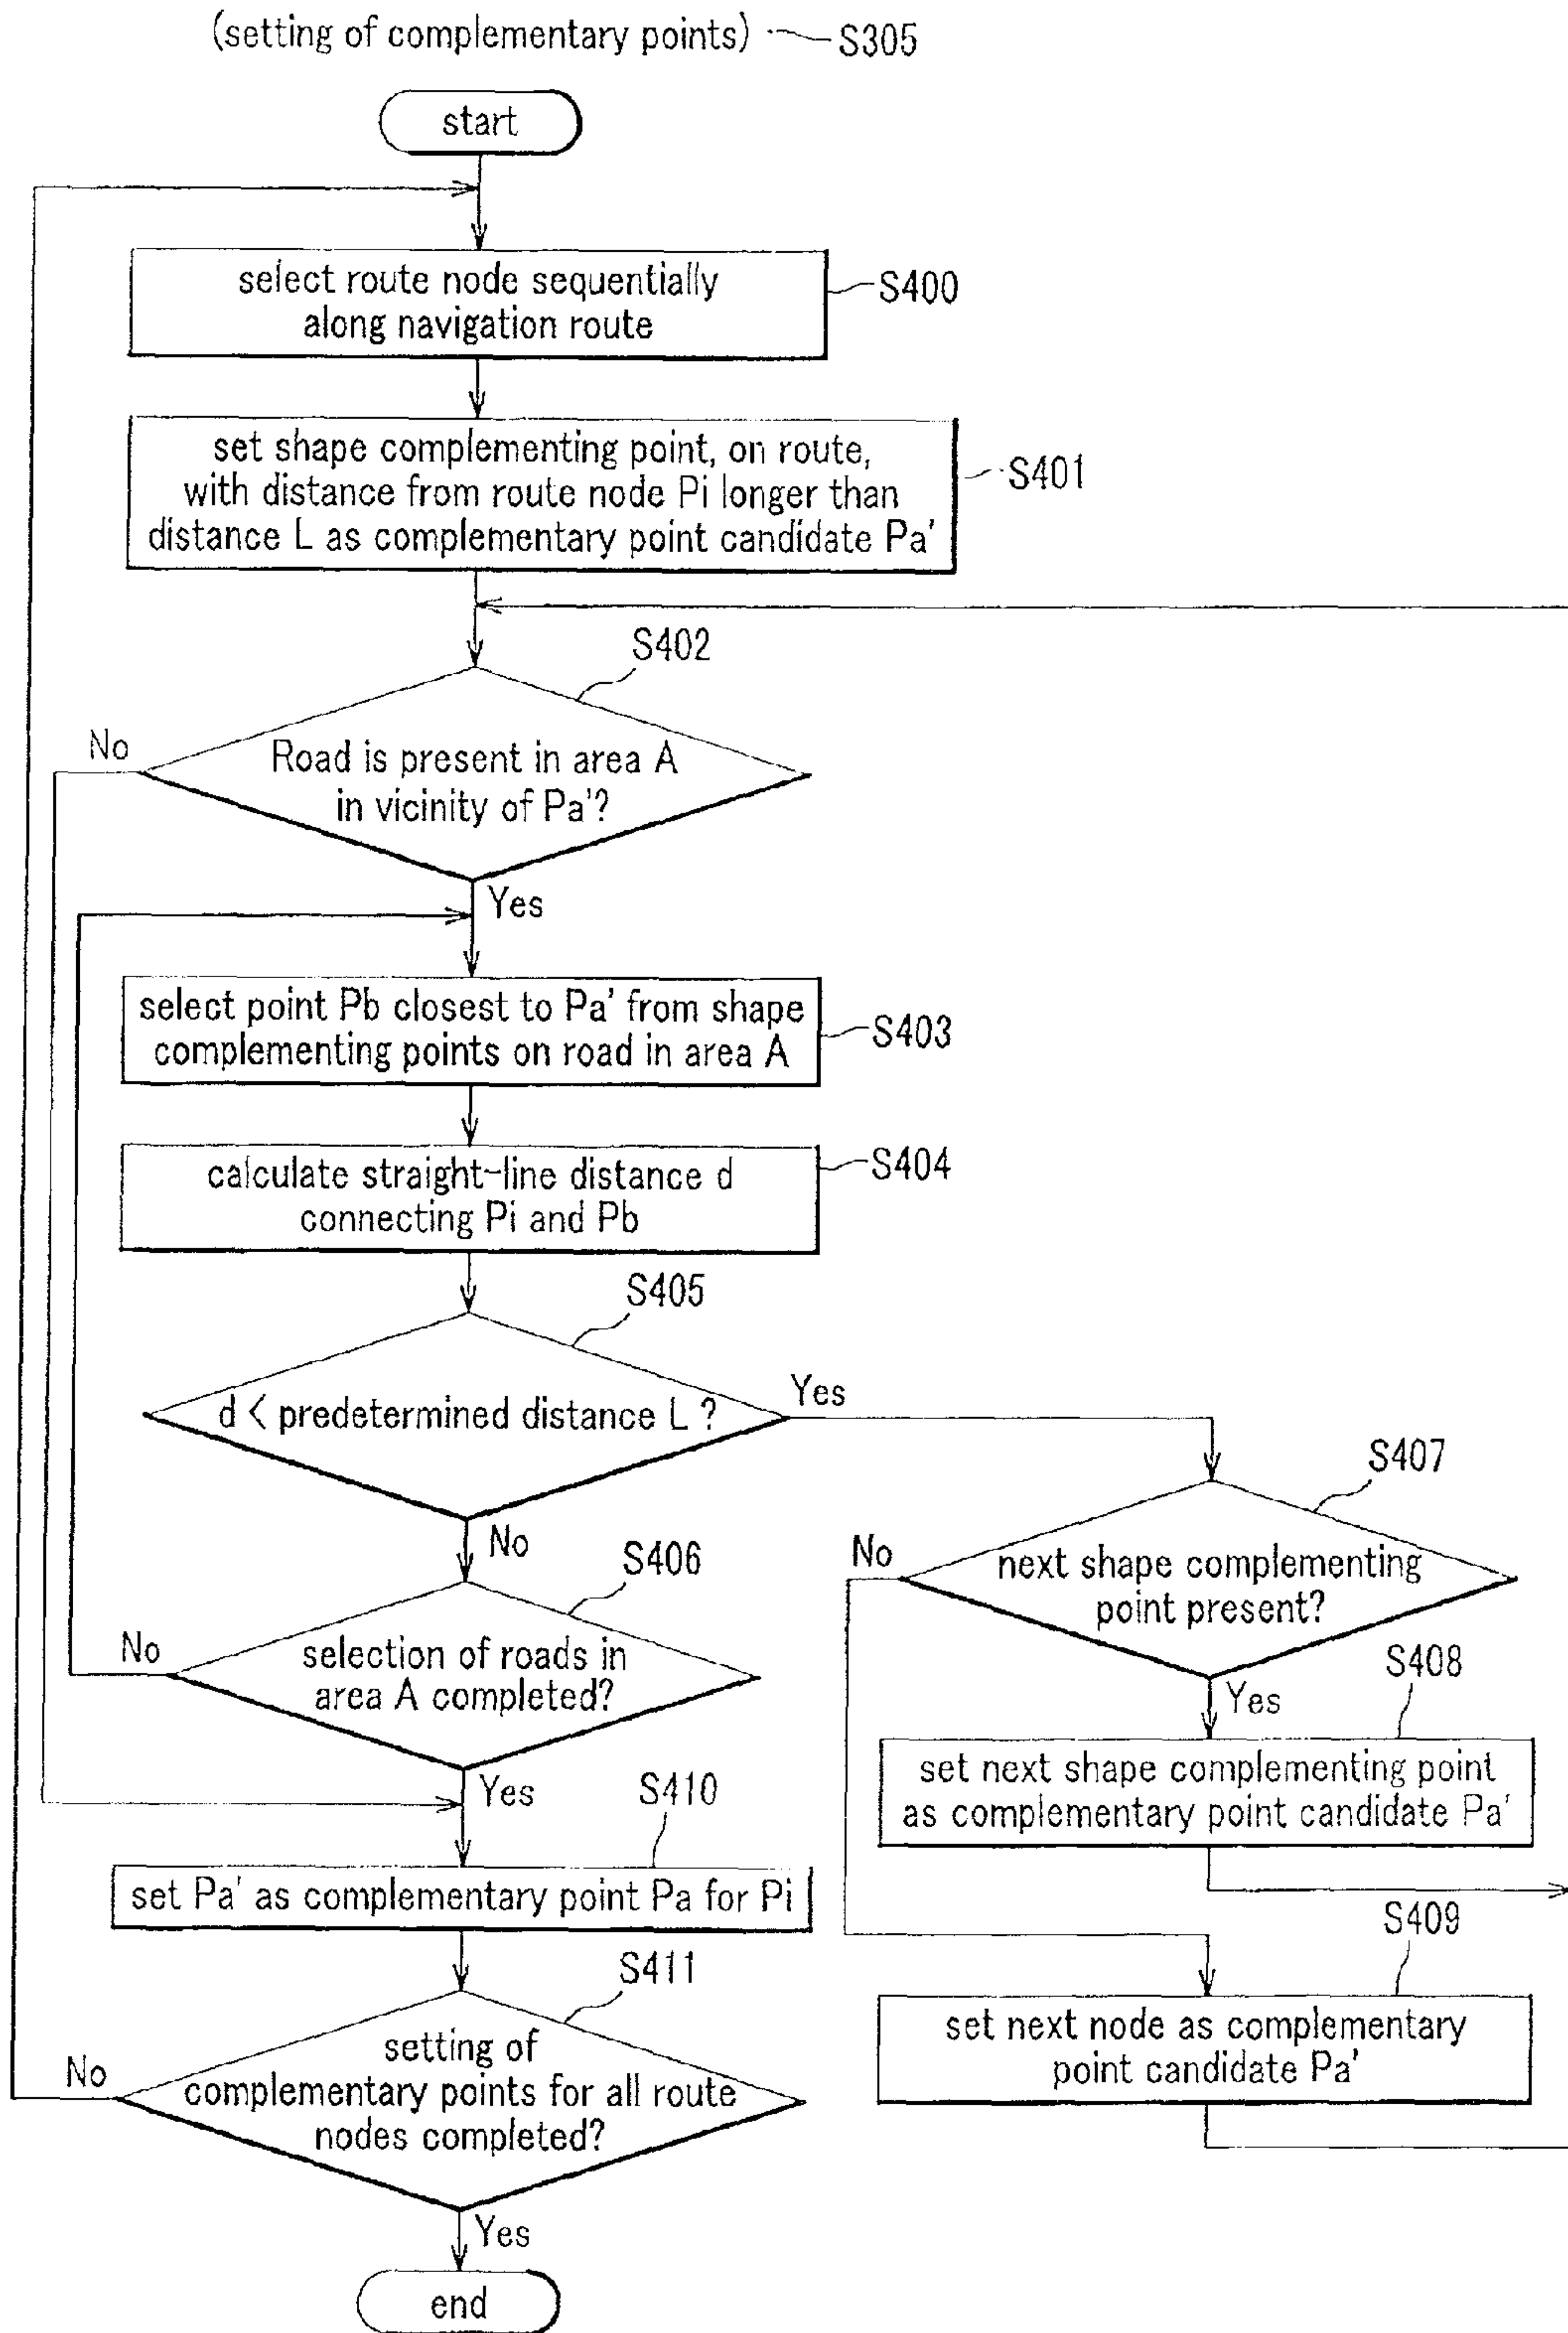 (setting of complementary points) S305
start
select route node sequentially
along navigation route
S400
set shape complementing point, on route,
with distance from route node Pi longer than
distance L as complementary point candidate Pa'
S401
S402
No
Road is present in area A
in vicinity of Pa'?
Yes
select point Pb closest to Pa' from shape
complementing points on road in area A
S403
calculate straight-line distance d
connecting Pi and Pb
S404
S405
d < predetermined distance L ?
Yes
No
S406
No
selection of roads in
area A completed?
Yes
S407
No
next shape complementing
point present?
Yes
S408
set next shape complementing point
as complementary point candidate Pa'
S409
set next node as complementary
point candidate Pa'
S410
set Pa' as complementary point Pa for Pi
S411
No
setting of
complementary points for all route
nodes completed?
Yes
end